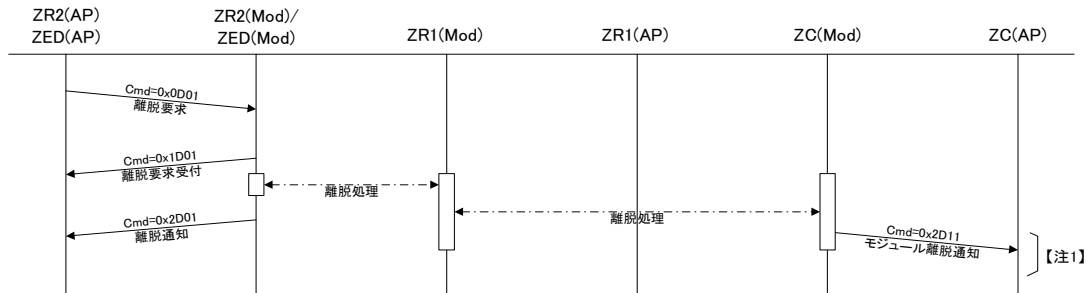 ZR2(AP)
ZED(AP)
ZR2(Mod)/
ZED(Mod)
ZR1(Mod)
ZR1(AP)
ZC(Mod)
ZC(AP)
Cmd=0x0D01
離脱要求
Cmd=0x1D01
離脱要求受付
離脱処理
離脱処理
Cmd=0x2D01
離脱通知
Cmd=0x2D11
モジュール離脱通知
【注1】